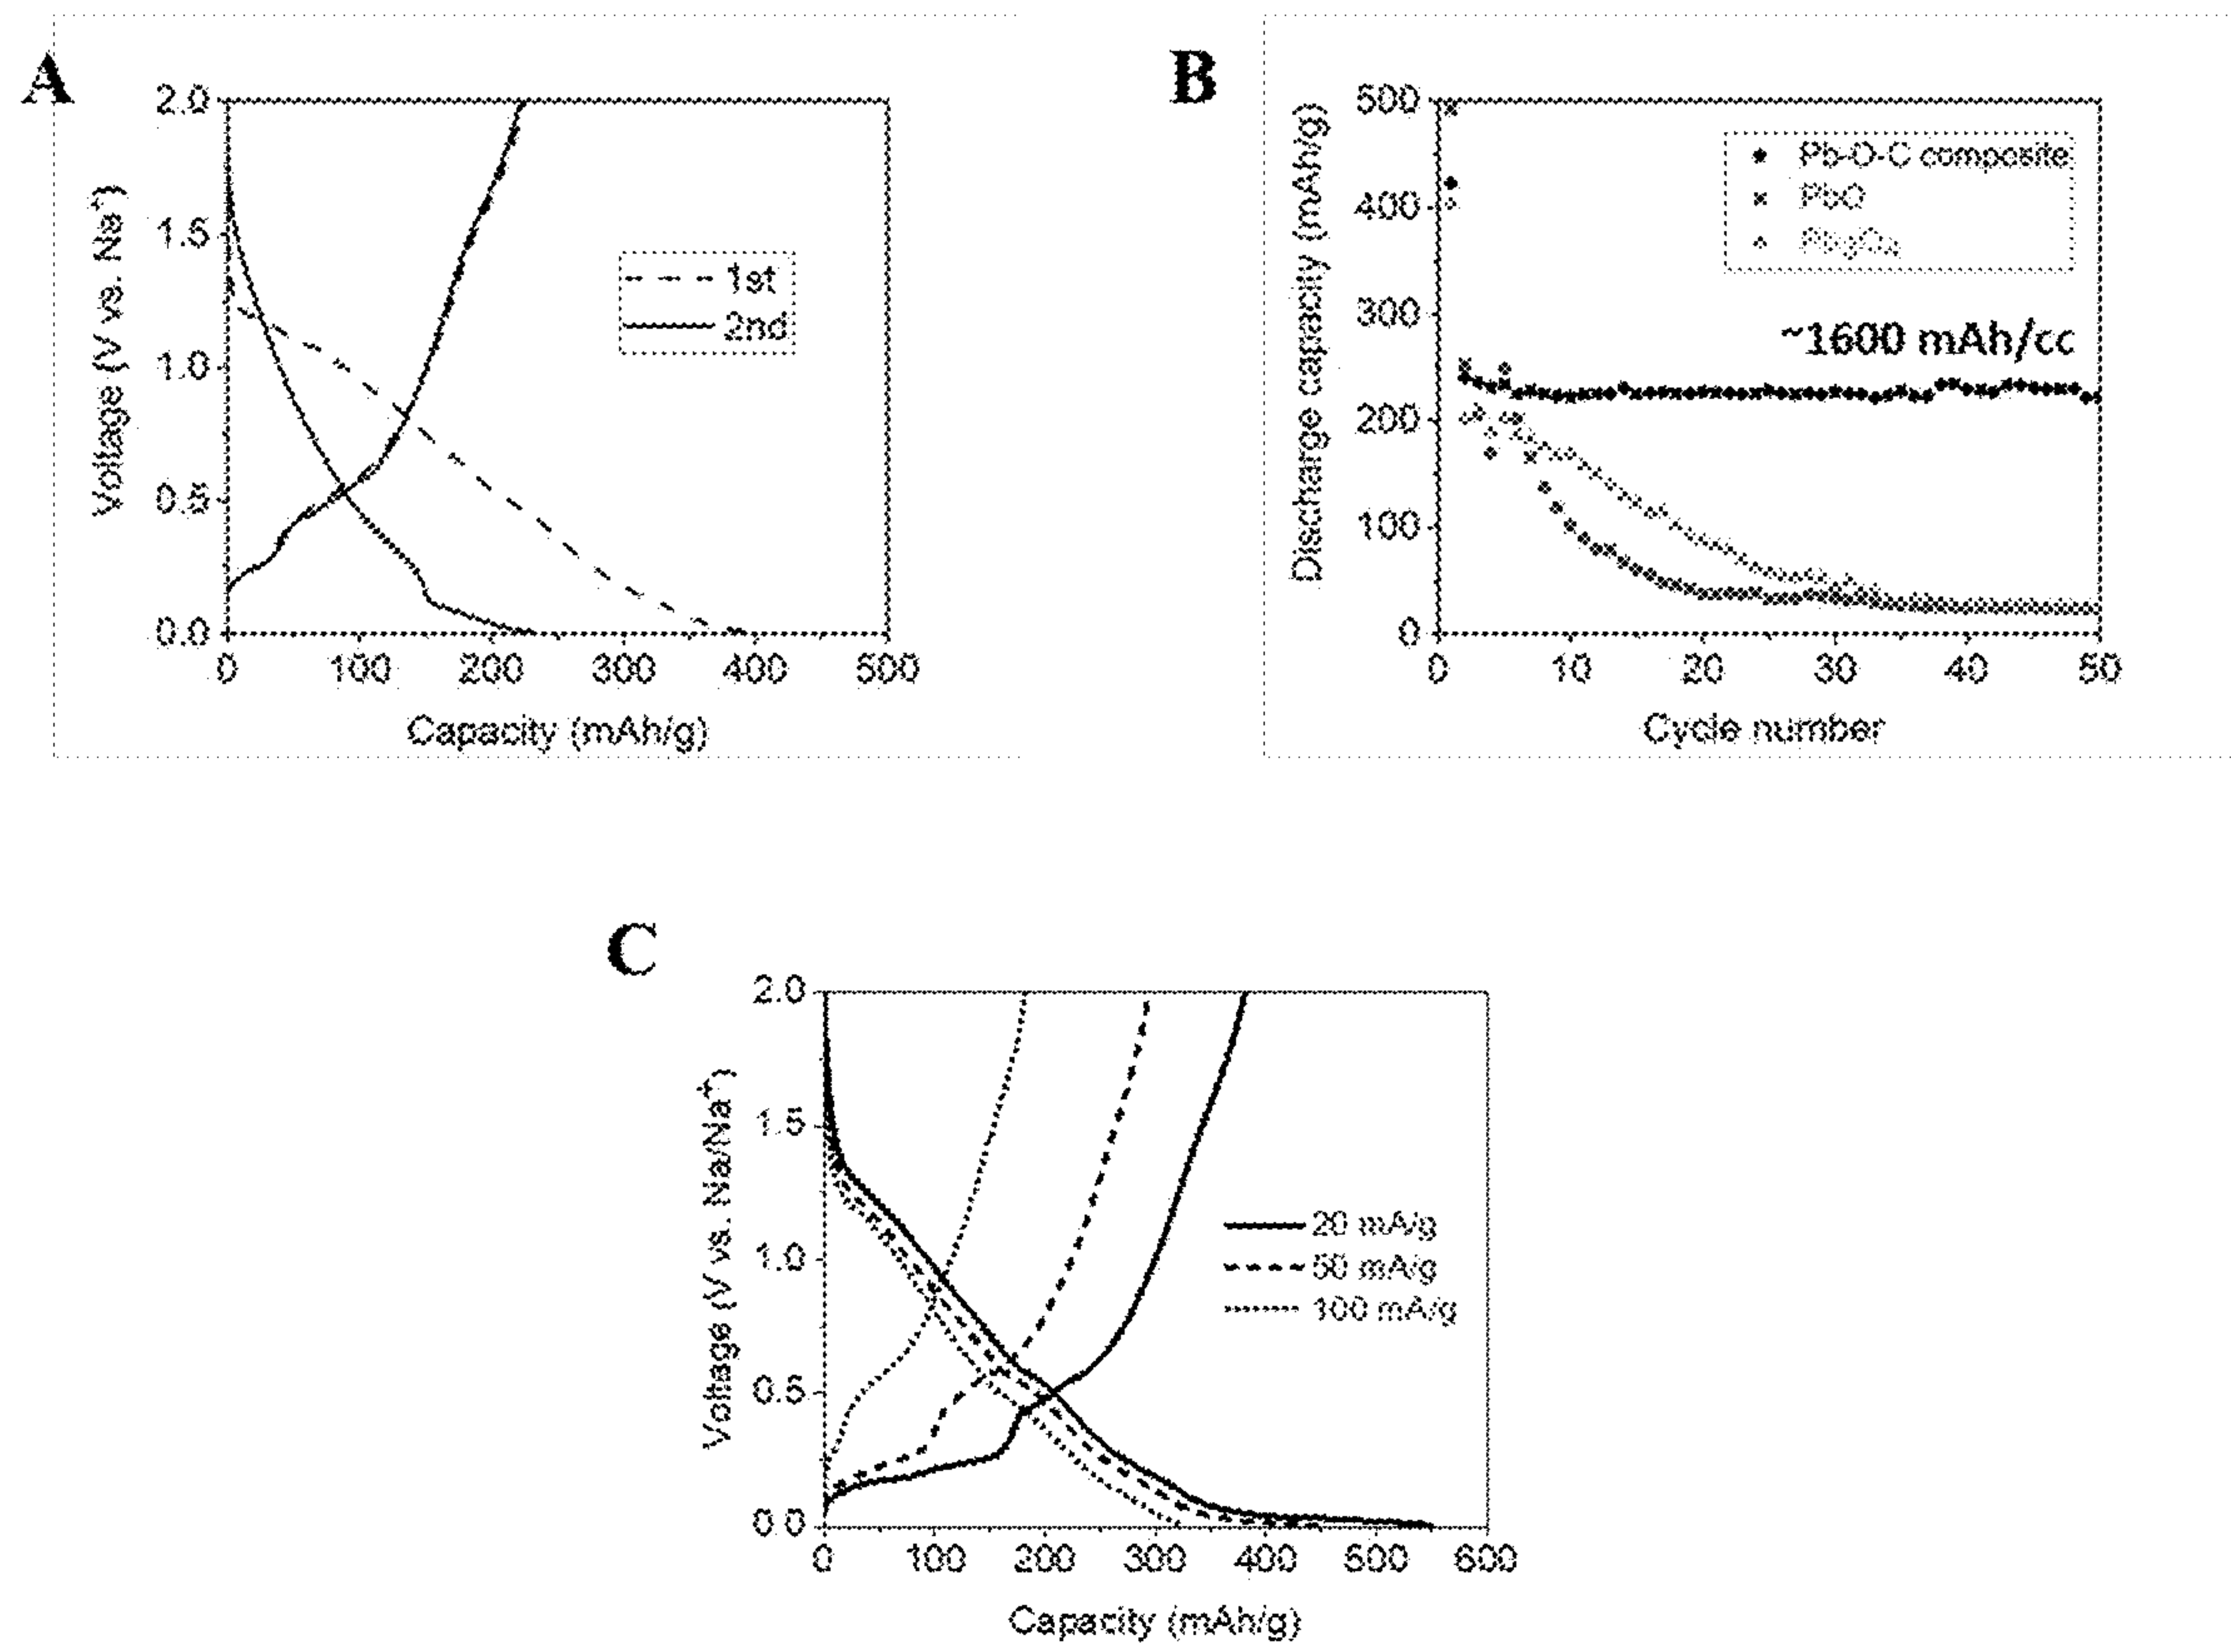 A
2.0
1.5
1.0
0.5
0.0
0 100 200 300 400 500
Voltage (V vs. Na⁺)
Capacity (mAh/g)
1st
2nd
B
500
400
300
200
100
0
0 10 20 30 40 50
Discharge capacity (mAh/g)
Cycle number
Pb-O-C composite
PbO
Pb₃O₄
~1600 mAh/cc
C
2.0
1.5
1.0
0.5
0.0
0 100 200 300 400 500 600
Voltage (V vs. Na/Na⁺)
Capacity (mAh/g)
20 mA/g
50 mA/g
100 mA/g